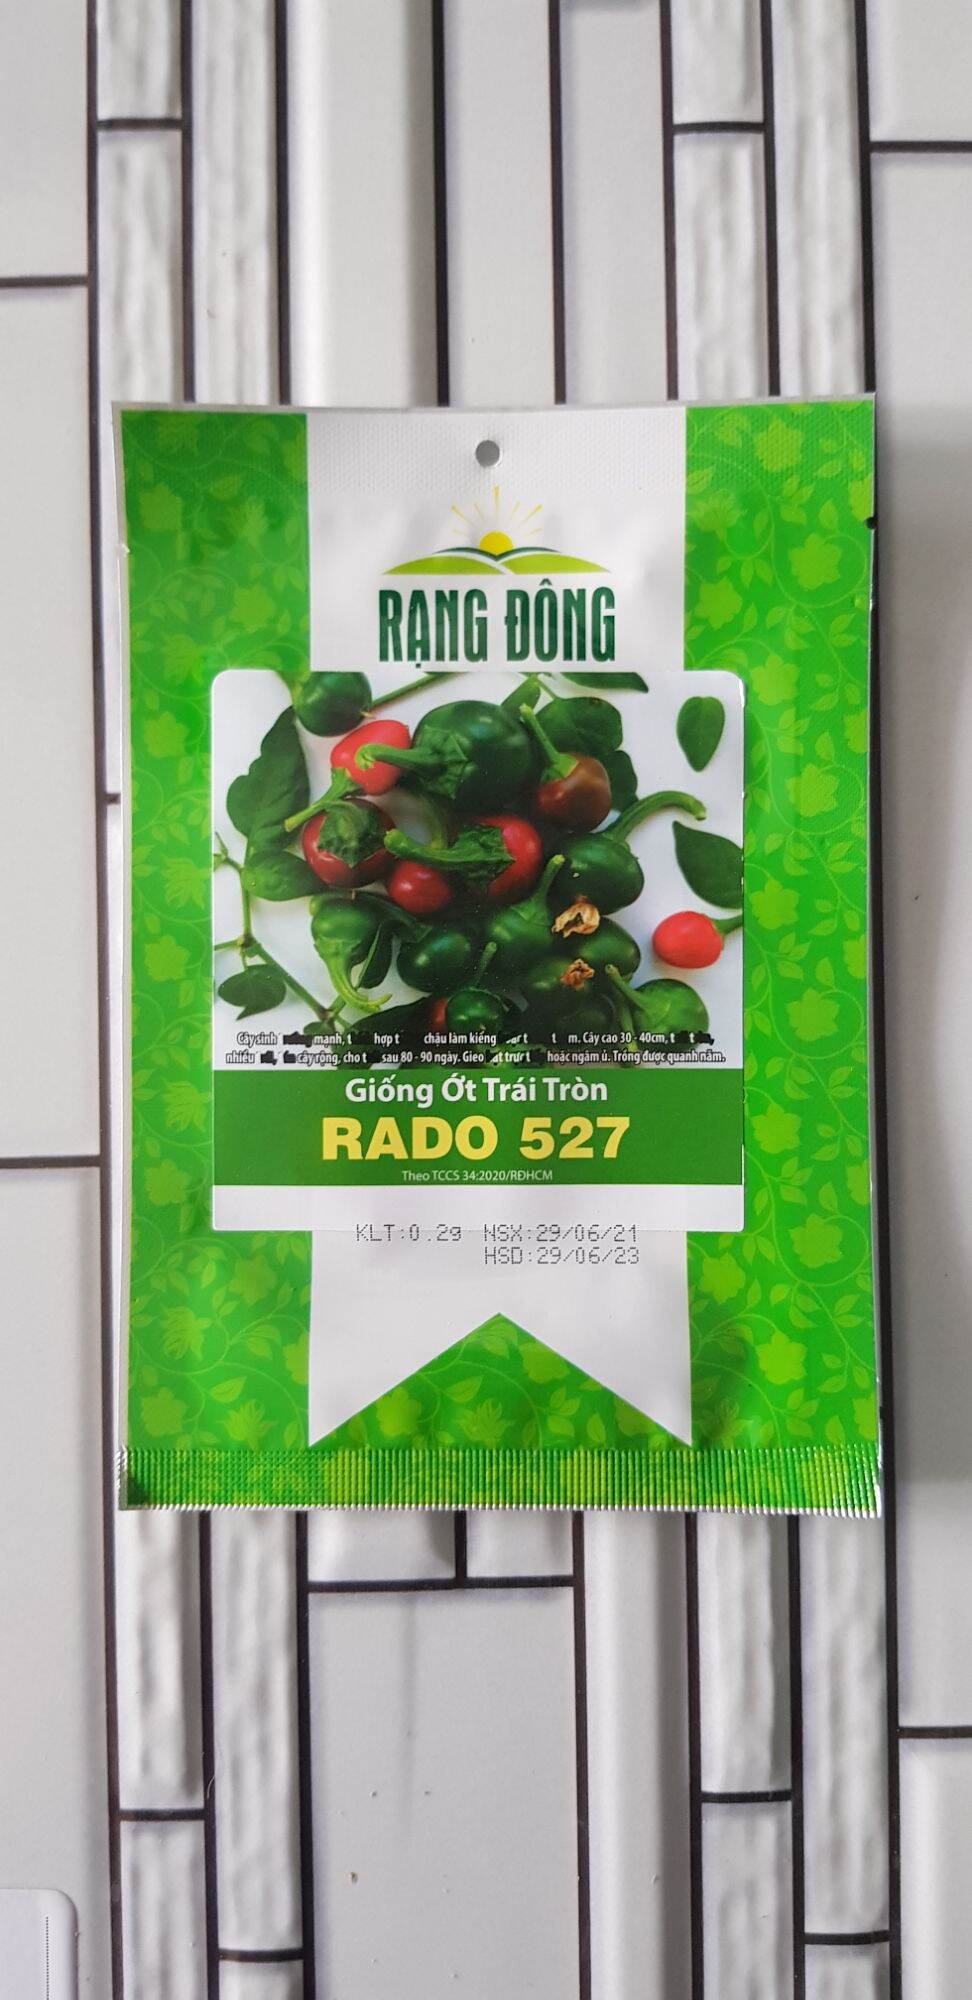 RẠNG ĐÔNG
Cây sinh mạnh, hợp chậu làm kiểng Cây cao 30 - 40cm,
nhiều cây rộng, cho sau 80 - 90 ngày. Gieo hoặc ngâm ủ. Trồng được quanh năm.
Giống Ớt Trái Tròn
RADO 527
Theo TCCS 34:2020/RĐHCM
KLT:0.2g NSX:29/06/21
HSD:29/06/23